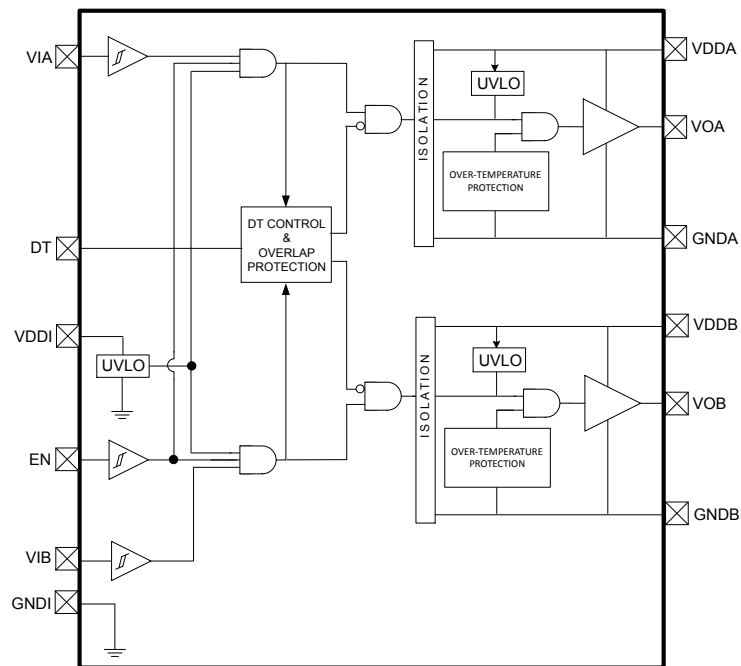 VIA
DT
VDDI
EN
VIB
GNDI
UVLO
DT CONTROL
&
OVERLAP
PROTECTION
ISOLATION
UVLO
OVER-TEMPERATURE
PROTECTION
VDDA
VOA
GNDA
ISOLATION
UVLO
OVER-TEMPERATURE
PROTECTION
VDDB
VOB
GNDB